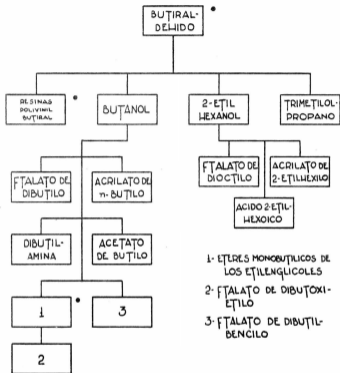 BUTIRAL-
DEHIDO
RESINAS
POLIVINIL
BUTIRAL
BUTANOL
2-ETIL
HEXANOL
TRIMETILOL-
PROPANO
FTALATO DE
DIBUTILO
ACRILATO DE
n-BUTILO
FTALATO DE
DIOCTILO
ACRILATO DE
2-ETILHEXILO
ACIDO 2-ETIL-
HEXOICO
DIBUTIL-
AMINA
ACETATO
DE BUTILO
1
3
2
1- ETERES MONOBUTILICOS DE
LOS ETILENGLICOLES
2- FTALATO DE DIBUTOXI-
ETILO
3- FTALATO DE DIBUTIL-
BENCILO